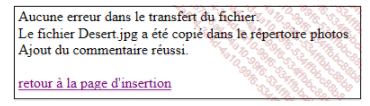 Aucune erreur dans le transfert du fichier.
Le fichier Desert.jpg a été copié dans le répertoire photos
Ajout du commentaire réussi.
retour à la page d'insertion